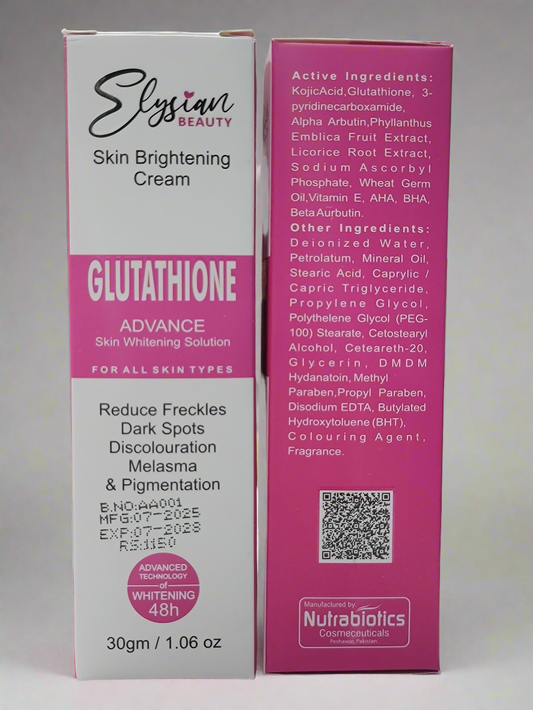 Elysian
BEAUTY
Skin Brightening
Cream
GLUTATHIONE
ADVANCE
Skin Whitening Solution
FOR ALL SKIN TYPES
Reduce Freckles
Dark Spots
Discolouration
Melasma
& Pigmentation
B.NO:AA001
MFG:07-2025
EXP:07-2028
RS:1150
ADVANCED
TECHNOLOGY
of
WHITENING
48h
30gm / 1.06 oz
Active Ingredients:
KojicAcid,Glutathione, 3-
pyridinecarboxamide,
Alpha Arbutin,Phyllanthus
Emblica Fruit Extract,
Licorice Root Extract,
Sodium Ascorbyl
Phosphate, Wheat Germ
Oil,Vitamin E, AHA, BHA,
BetaAurbutin.
Other Ingredients:
Deionized Water,
Petrolatum, Mineral Oil,
Stearic Acid, Caprylic /
Capric Triglyceride,
Propylene Glycol,
Polythelene Glycol (PEG-
100) Stearate, Cetostearyl
Alcohol, Ceteareth-20,
Glycerin, DMDM
Hydanatoin, Methyl
Paraben,Propyl Paraben,
Disodium EDTA, Butylated
Hydroxytoluene (BHT),
Colouring Agent,
Fragrance.
Manufactured by.
Nutrabiotics
Cosmeceuticals
Peshawar, Pakistan